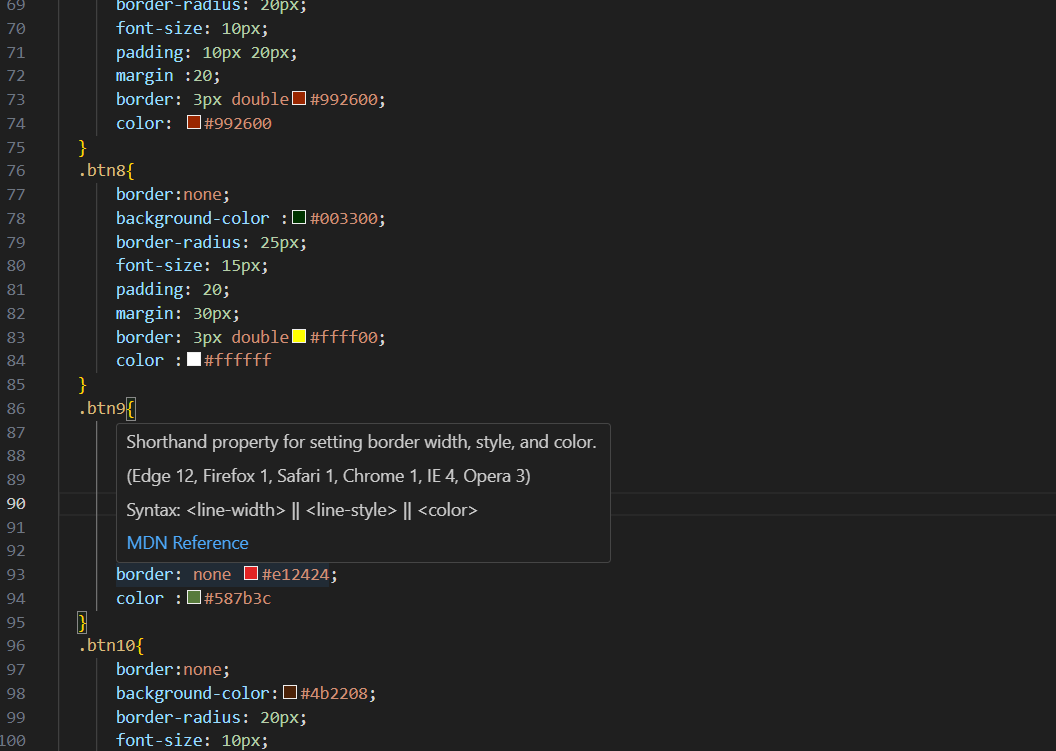 69 border-radius: 20px;
70 font-size: 10px;
71 padding: 10px 20px;
72 margin :20;
73 border: 3px double #992600;
74 color: #992600
75 }
76 .btn8{
77 border:none;
78 background-color : #003300;
79 border-radius: 25px;
80 font-size: 15px;
81 padding: 20;
82 margin: 30px;
83 border: 3px double #ffff00;
84 color : #ffffff
85 }
86 .btn9{
87
Shorthand property for setting border width, style, and color.
88
89
(Edge 12, Firefox 1, Safari 1, Chrome 1, IE 4, Opera 3)
90
Syntax: <line-width> || <line-style> || <color>
91
92
MDN Reference
93 border: none #e12424;
94 color : #587b3c
95 }
96 .btn10{
97 border:none;
98 background-color: #4b2208;
99 border-radius: 20px;
100 font-size: 10px;